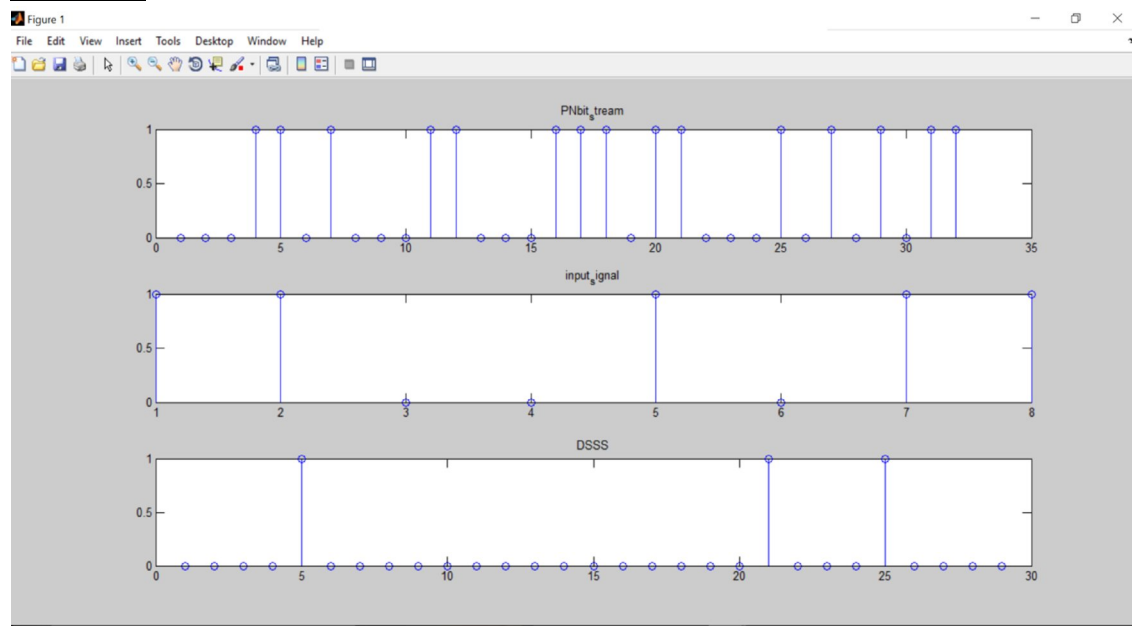 Figure 1
File Edit View Insert Tools Desktop Window Help
PNbit_stream
1
0.5
0
0 5 10 15 20 25 30 35
input_signal
1
0.5
0
1 2 3 4 5 6 7 8
DSSS
1
0.5
0
0 5 10 15 20 25 30